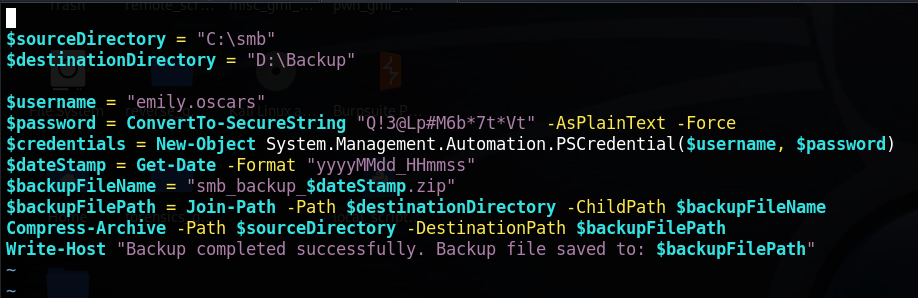 $sourceDirectory = "C:\smb"
$destinationDirectory = "D:\Backup"
$username = "emily.oscars"
$password = ConvertTo-SecureString "Q!3@Lp#M6b*7t*Vt" -AsPlainText -Force
$credentials = New-Object System.Management.Automation.PSCredential($username, $password)
$dateStamp = Get-Date -Format "yyyyMMdd_HHmmss"
$backupFileName = "smb_backup_$dateStamp.zip"
$backupFilePath = Join-Path -Path $destinationDirectory -ChildPath $backupFileName
Compress-Archive -Path $sourceDirectory -DestinationPath $backupFilePath
Write-Host "Backup completed successfully. Backup file saved to: $backupFilePath"
~
~